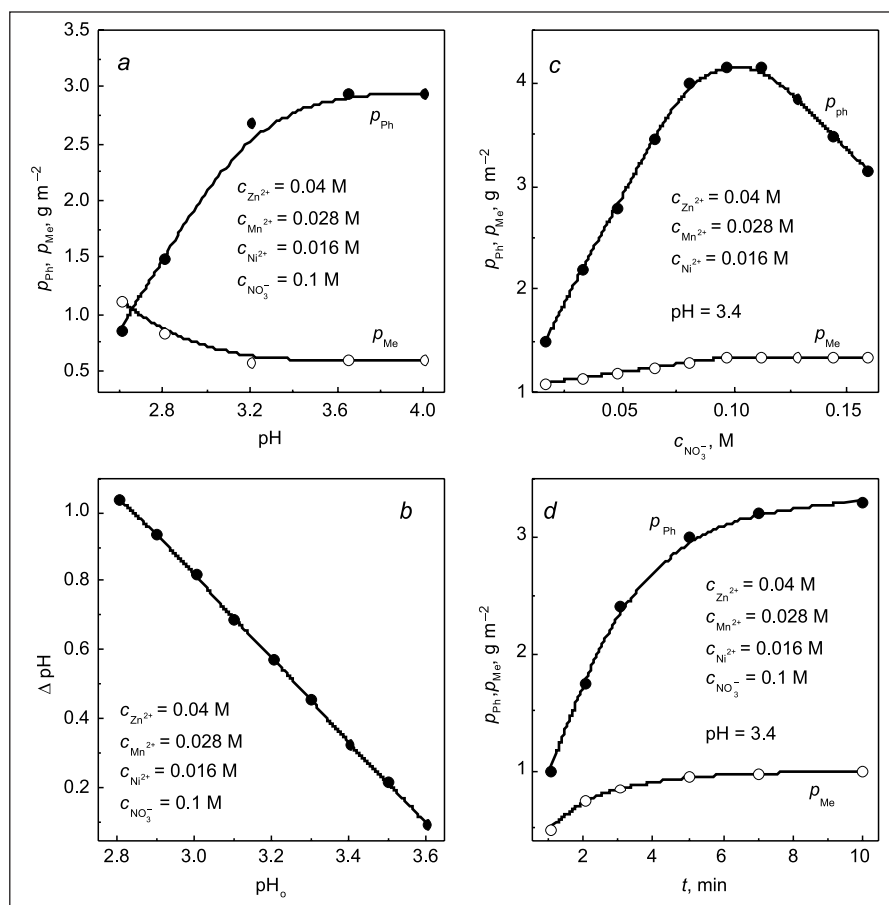 a
3.5
3.0
2.5
2.0
1.5
1.0
0.5
p_Ph, p_Me, g m⁻²
p_Ph
c_Zn²⁺ = 0.04 M
c_Mn²⁺ = 0.028 M
c_Ni²⁺ = 0.016 M
c_NO₃⁻ = 0.1 M
p_Me
2.8 3.2 3.6 4.0
pH
c
4
3
2
1
p_Ph, p_Me, g m⁻²
p_ph
c_Zn²⁺ = 0.04 M
c_Mn²⁺ = 0.028 M
c_Ni²⁺ = 0.016 M
pH = 3.4
p_Me
0.05 0.10 0.15
c_NO₃⁻, M
b
1.0
0.8
0.6
0.4
0.2
Δ pH
c_Zn²⁺ = 0.04 M
c_Mn²⁺ = 0.028 M
c_Ni²⁺ = 0.016 M
c_NO₃⁻ = 0.1 M
2.8 3.0 3.2 3.4 3.6
pH_o
d
3
2
1
p_Ph, p_Me, g m⁻²
p_Ph
c_Zn²⁺ = 0.04 M
c_Mn²⁺ = 0.028 M
c_Ni²⁺ = 0.016 M
c_NO₃⁻ = 0.1 M
pH = 3.4
p_Me
2 4 6 8 10
t, min